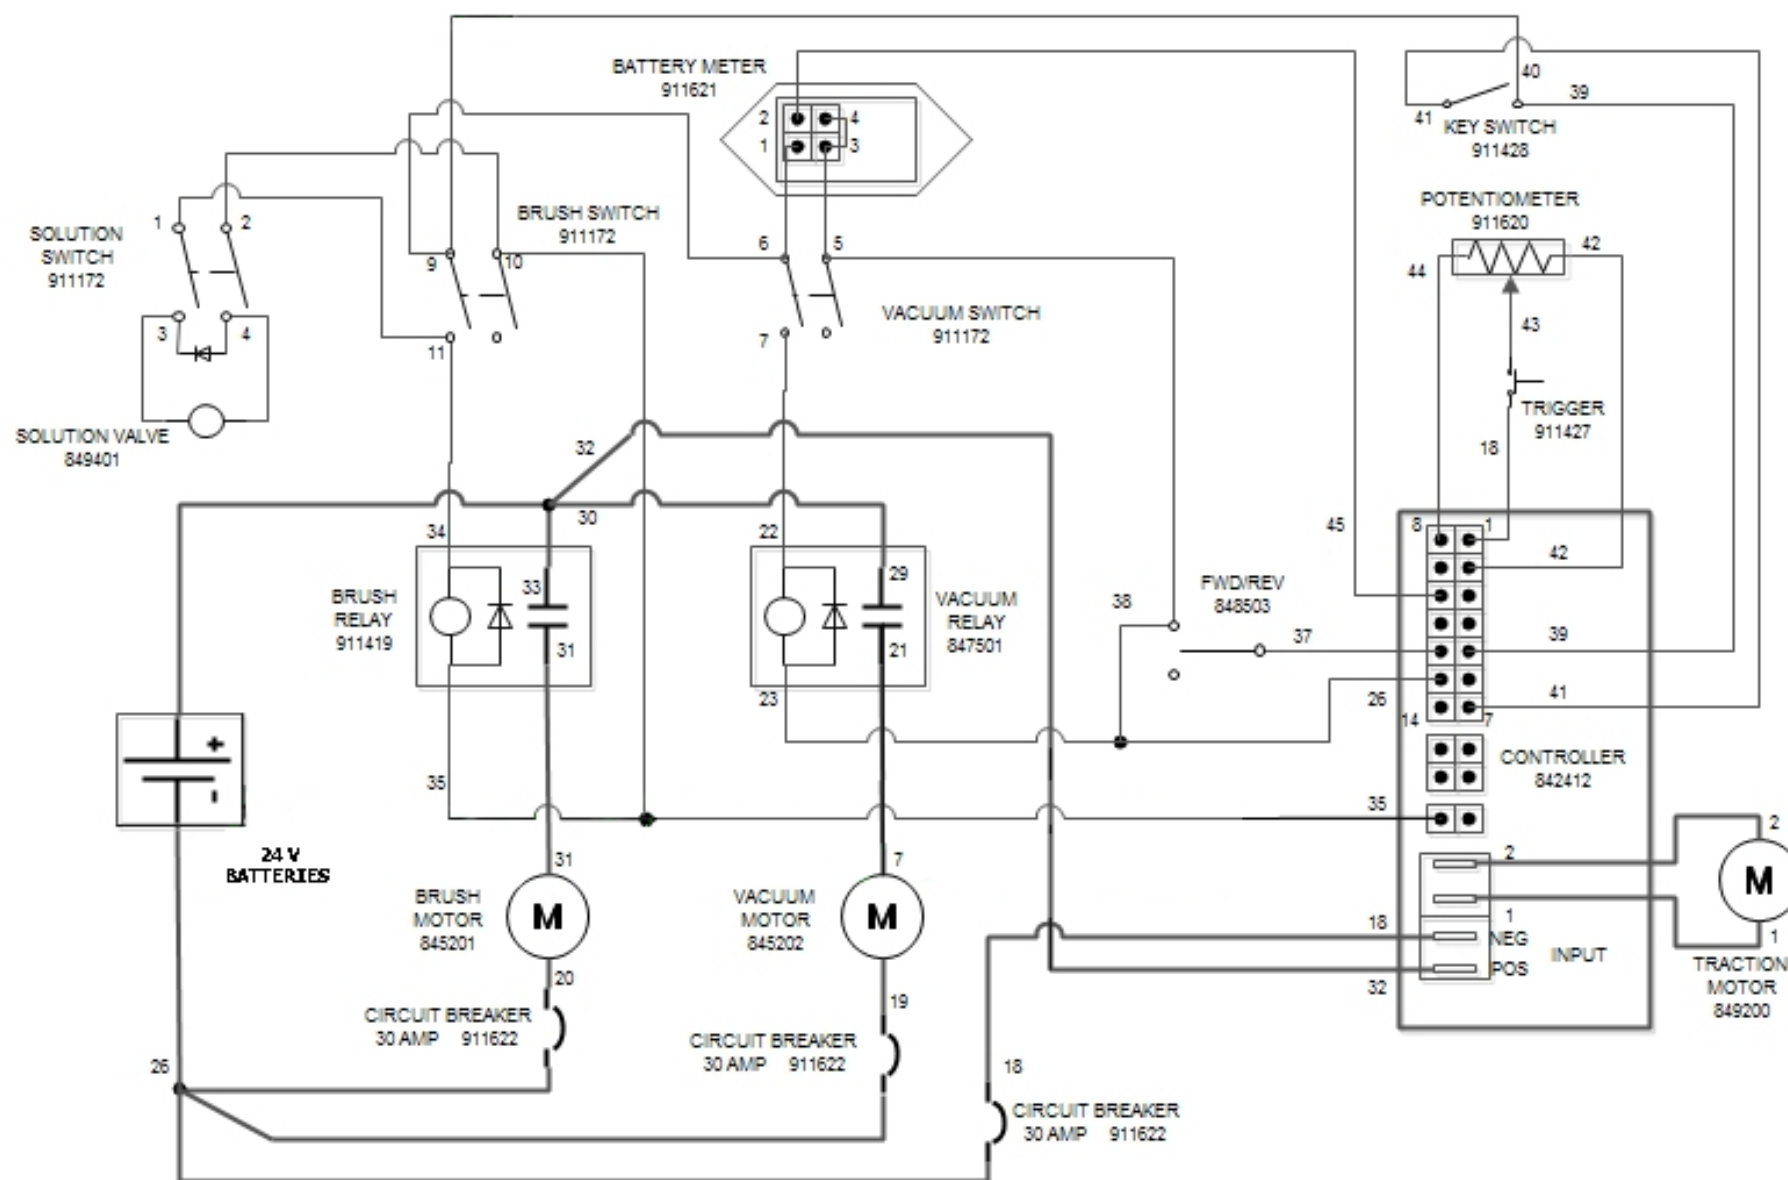 BATTERY METER
911621
2
4
1
3
40
39
41
KEY SWITCH
911428
POTENTIOMETER
911620
44
42
43
TRIGGER
911427
18
1
2
SOLUTION
SWITCH
911172
3
4
SOLUTION VALVE
849401
BRUSH SWITCH
911172
9
10
11
6
5
7
VACUUM SWITCH
911172
32
30
34
22
45
8
1
42
33
29
BRUSH
RELAY
911419
31
VACUUM
RELAY
847501
21
23
38
FWD/REV
848503
37
39
26
41
14
7
+
-
24 V
BATTERIES
35
CONTROLLER
842412
35
31
BRUSH
MOTOR
845201
M
20
7
VACUUM
MOTOR
845202
M
19
2
1
18
NEG
INPUT
POS
32
2
M
1
TRACTION
MOTOR
849200
CIRCUIT BREAKER
30 AMP 911622
CIRCUIT BREAKER
30 AMP 911622
26
18
CIRCUIT BREAKER
30 AMP 911622